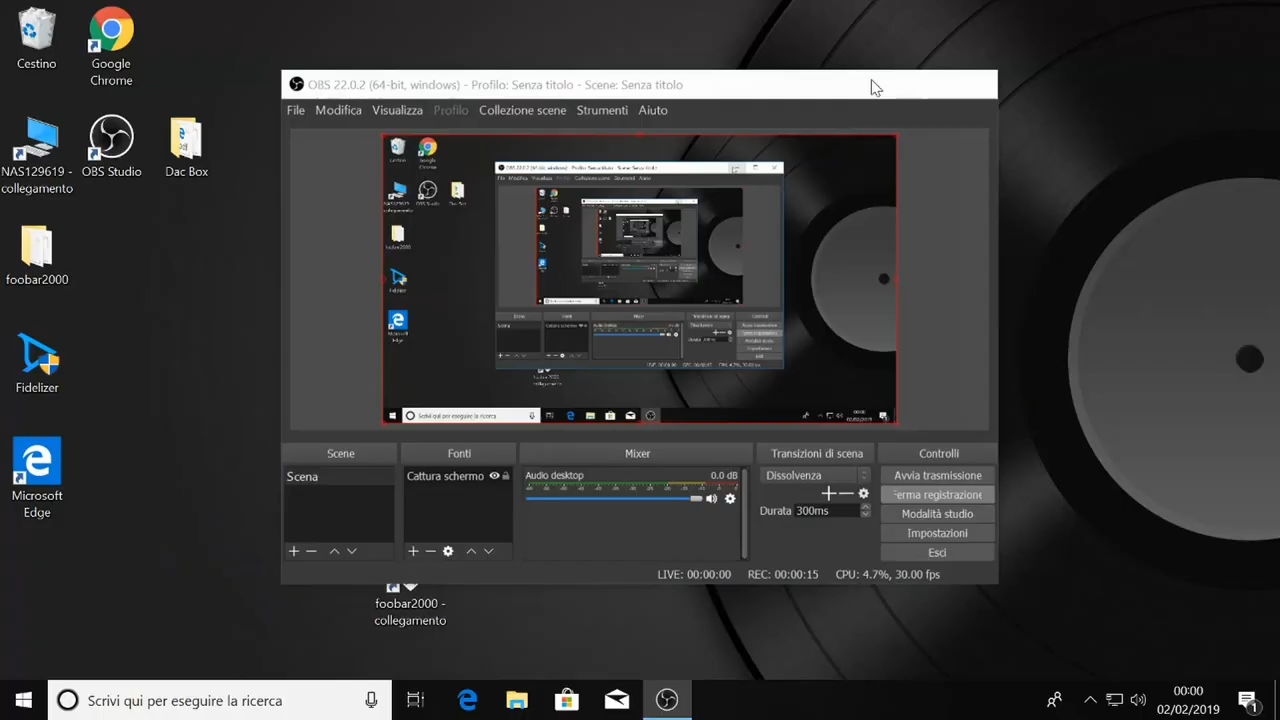 Cestino
Google
Chrome
NAS129619 -
collegamento
OBS Studio
Dac Box
foobar2000
Fidelizer
Microsoft
Edge
foobar2000 -
collegamento
OBS 22.0.2 (64-bit, windows) - Profilo: Senza titolo - Scene: Senza titolo
File Modifica Visualizza Profilo Collezione scene Strumenti Aiuto
Scene
Scena
Fonti
Cattura schermo
Mixer
Audio desktop 0.0 dB
Transizioni di scena
Dissolvenza
Durata 300ms
Controlli
Avvia trasmissione
Ferma registrazione
Modalità studio
Impostazioni
Esci
LIVE: 00:00:00 REC: 00:00:15 CPU: 4.7%, 30.00 fps
Scrivi qui per eseguire la ricerca
00:00
02/02/2019
1